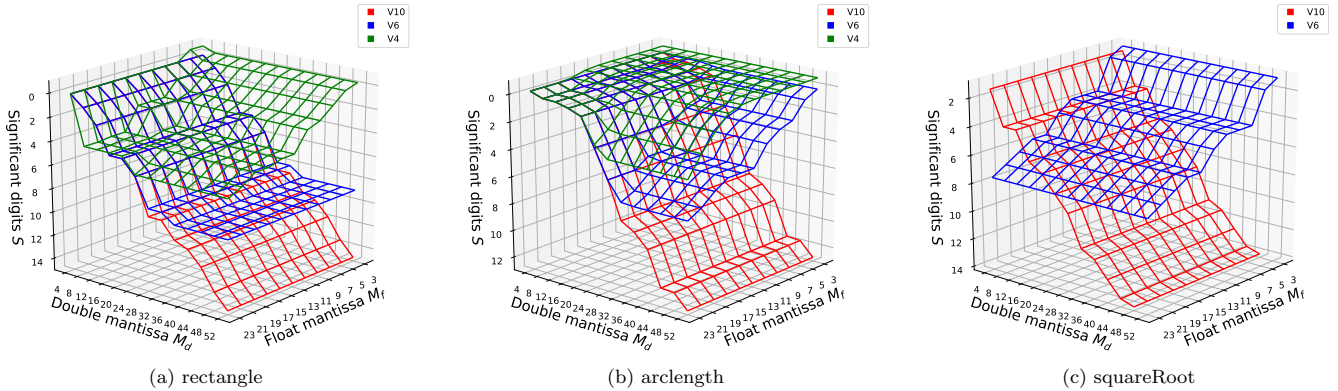 V10
V6
V4
0
2
4
6
8
10
12
14
Significant digits S
4 8 12 16 20 24 28 32 36 40 44 48 52
Double mantissa M_d
23 21 19 17 15 13 11 9 7 5 3
Float mantissa M_f
(a) rectangle
V10
V6
V4
0
2
4
6
8
10
12
Significant digits S
4 8 12 16 20 24 28 32 36 40 44 48 52
Double mantissa M_d
23 21 19 17 15 13 11 9 7 5 3
Float mantissa M_f
(b) arclength
V10
V6
2
4
6
8
10
12
14
Significant digits S
4 8 12 16 20 24 28 32 36 40 44 48 52
Double mantissa M_d
23 21 19 17 15 13 11 9 7 5 3
Float mantissa M_f
(c) squareRoot